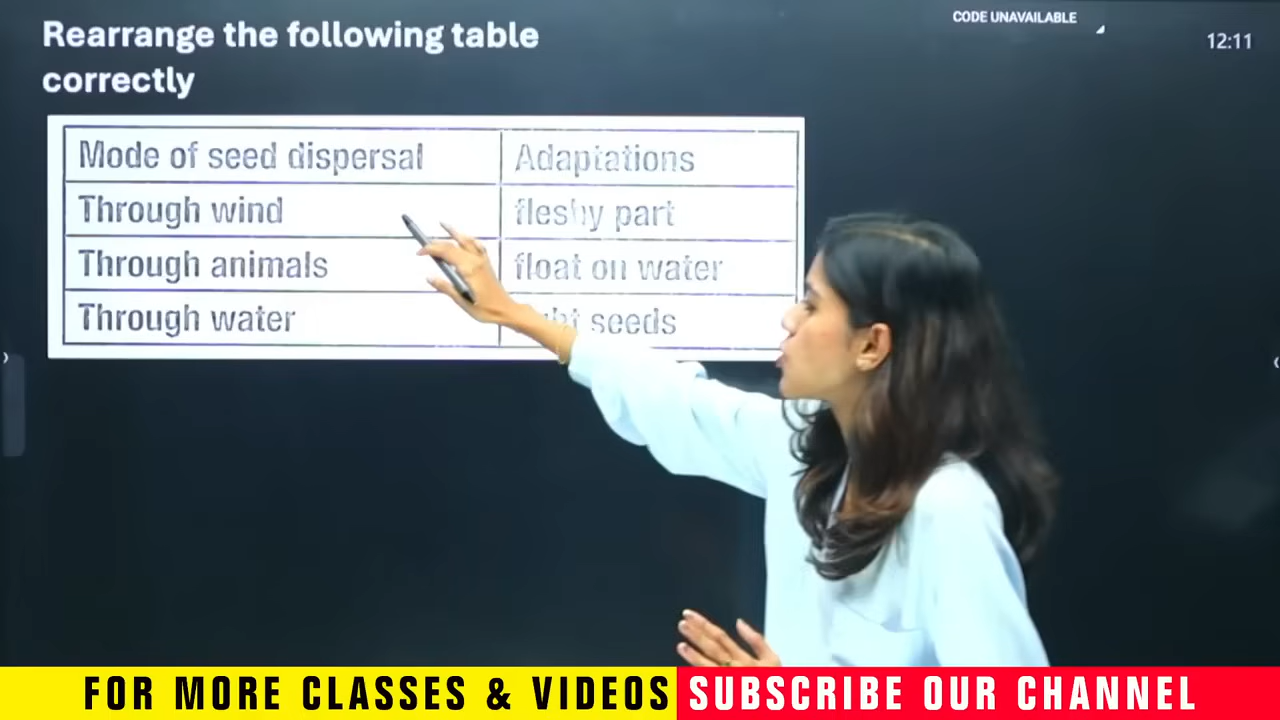 Rearrange the following table
correctly
CODE UNAVAILABLE
12:11
Mode of seed dispersal Adaptations
Through wind fleshy part
Through animals float on water
Through water seeds
FOR MORE CLASSES & VIDEOS SUBSCRIBE OUR CHANNEL